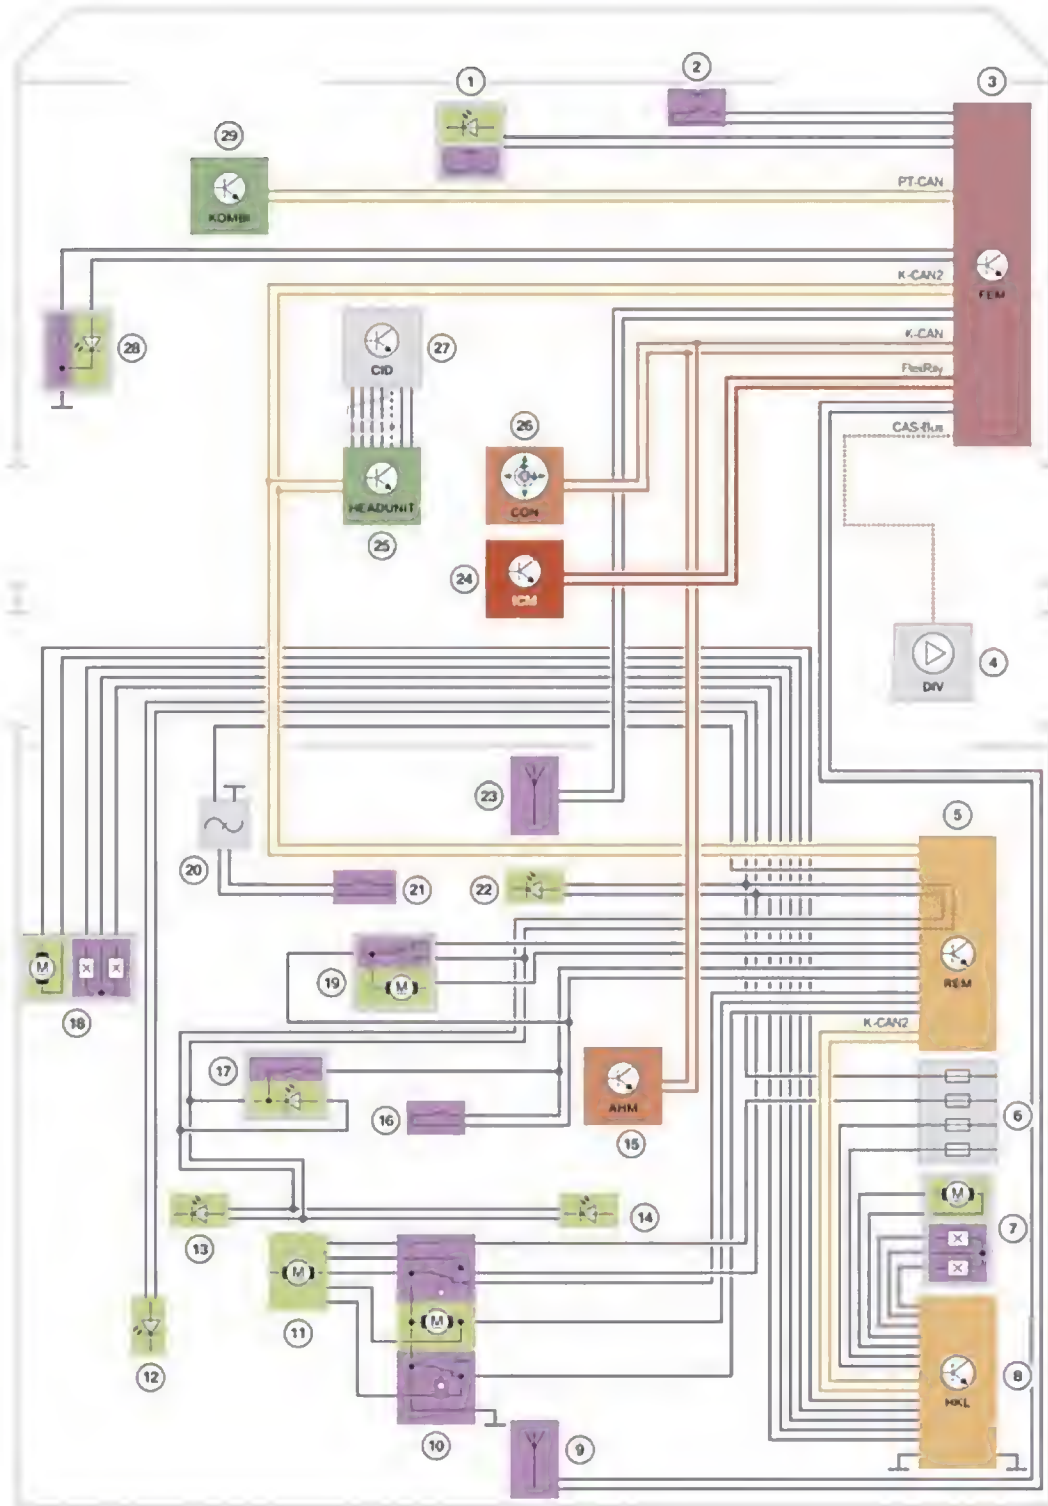 1
2
3
29
KOMBI
PT-CAN
FEM
K-CAN2
28
CID
27
K-CAN
FlexRay
CAS-Bus
26
CON
HEADUNIT
25
24
ICM
4
DIV
23
5
20
21
22
REM
M
X
X
18
19
M
K-CAN2
17
16
AHM
15
6
M
7
X
X
13
14
M
11
M
12
10
9
HKL
8